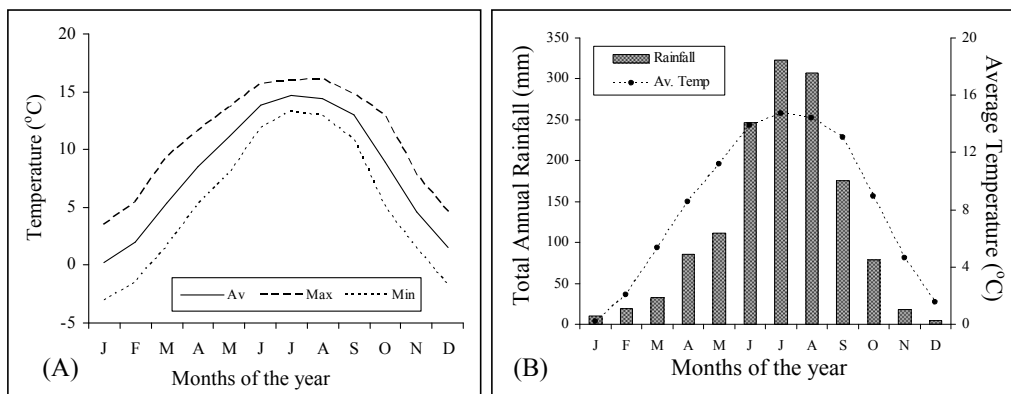 20
15
10
5
0
-5
Temperature (°C)
Av Max Min
J F M A M J J A S O N D
(A)
Months of the year
350
300
250
200
150
100
50
0
Total Annual Rainfall (mm)
Rainfall
Av. Temp
20
16
12
8
4
0
Average Temperature (°C)
J F M A M J J A S O N D
(B)
Months of the year